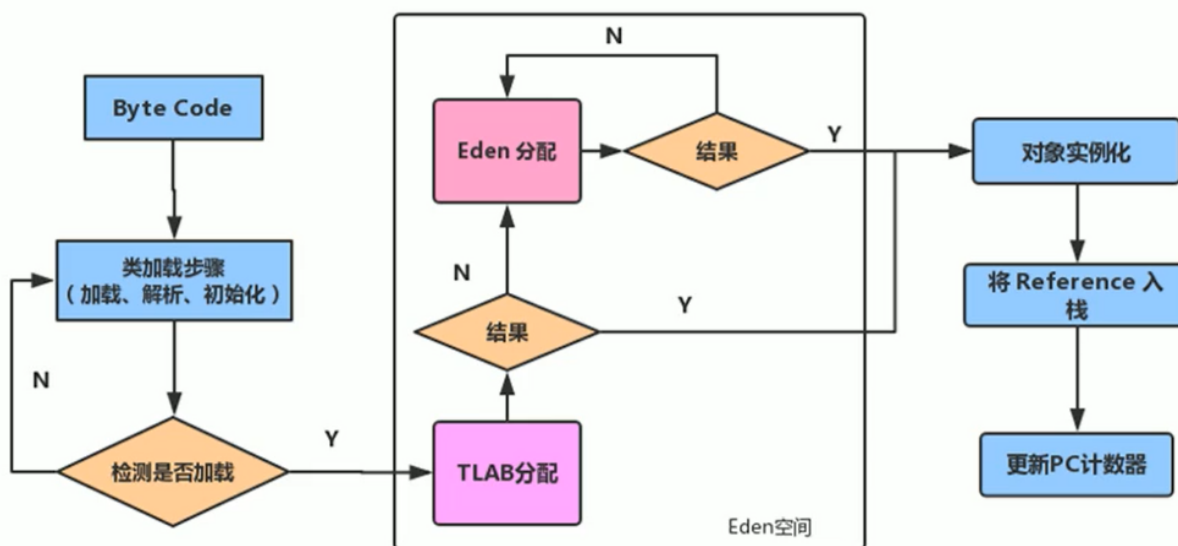 Byte Code
类加载步骤
（加载、解析、初始化）
N
检测是否加载
Y
N
Eden 分配
结果
Y
N
结果
Y
TLAB分配
Eden空间
对象实例化
将 Reference 入
栈
更新PC计数器